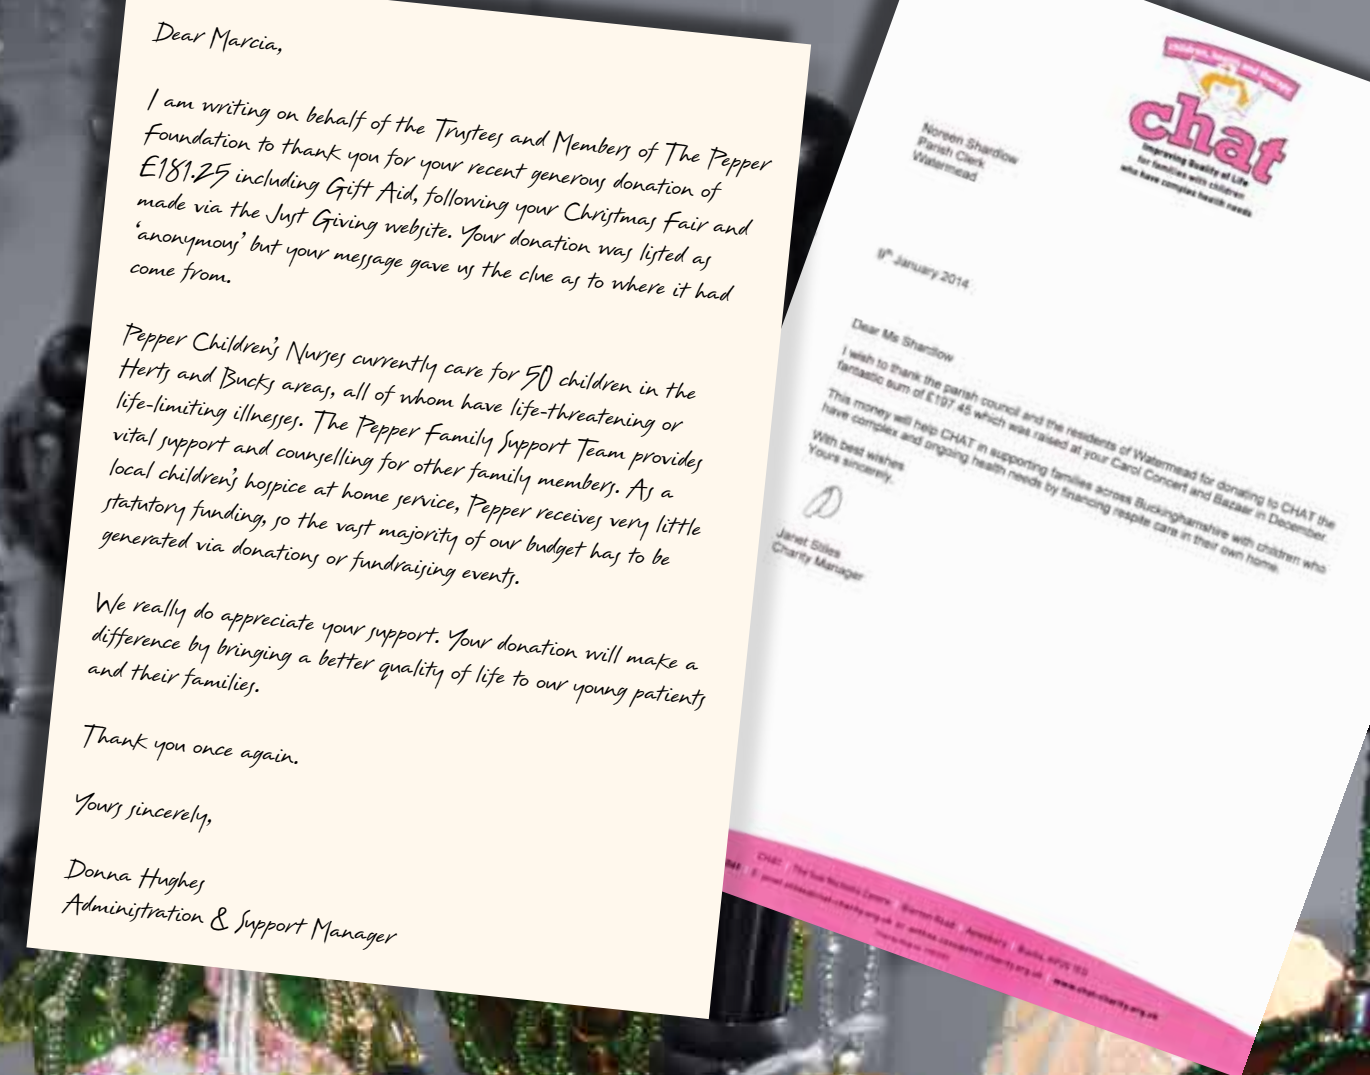 Dear Marcia,
I am writing on behalf of the Trustees and Members of The Pepper
Foundation to thank you for your recent generous donation of
£181.25 including Gift Aid, following your Christmas Fair and
made via the Just Giving website. Your donation was listed as
‘anonymous’ but your message gave us the clue as to where it had
come from.
Pepper Children’s Nurses currently care for 50 children in the
Herts and Bucks areas, all of whom have life-threatening or
life-limiting illnesses. The Pepper Family Support Team provides
vital support and counselling for other family members. As a
local children’s hospice at home service, Pepper receives very little
statutory funding, so the vast majority of our budget has to be
generated via donations or fundraising events.
We really do appreciate your support. Your donation will make a
difference by bringing a better quality of life to our young patients
and their families.
Thank you once again.
Yours sincerely,
Donna Hughes
Administration & Support Manager
children, health and therapy
chat
Improving Quality of Life
for families with children
who have complex health needs
Noreen Shardlow
Parish Clerk
Watermead
9th January 2014
Dear Ms Shardlow
I wish to thank the parish council and the residents of Watermead for donating to CHAT the
fantastic sum of £197.45 which was raised at your Carol Concert and Bazaar in December.
This money will help CHAT in supporting families across Buckinghamshire with children who
have complex and ongoing health needs by financing respite care in their own home.
With best wishes
Yours sincerely,
Janet Stiles
Charity Manager
CHAT
www.chat-charity.org.uk